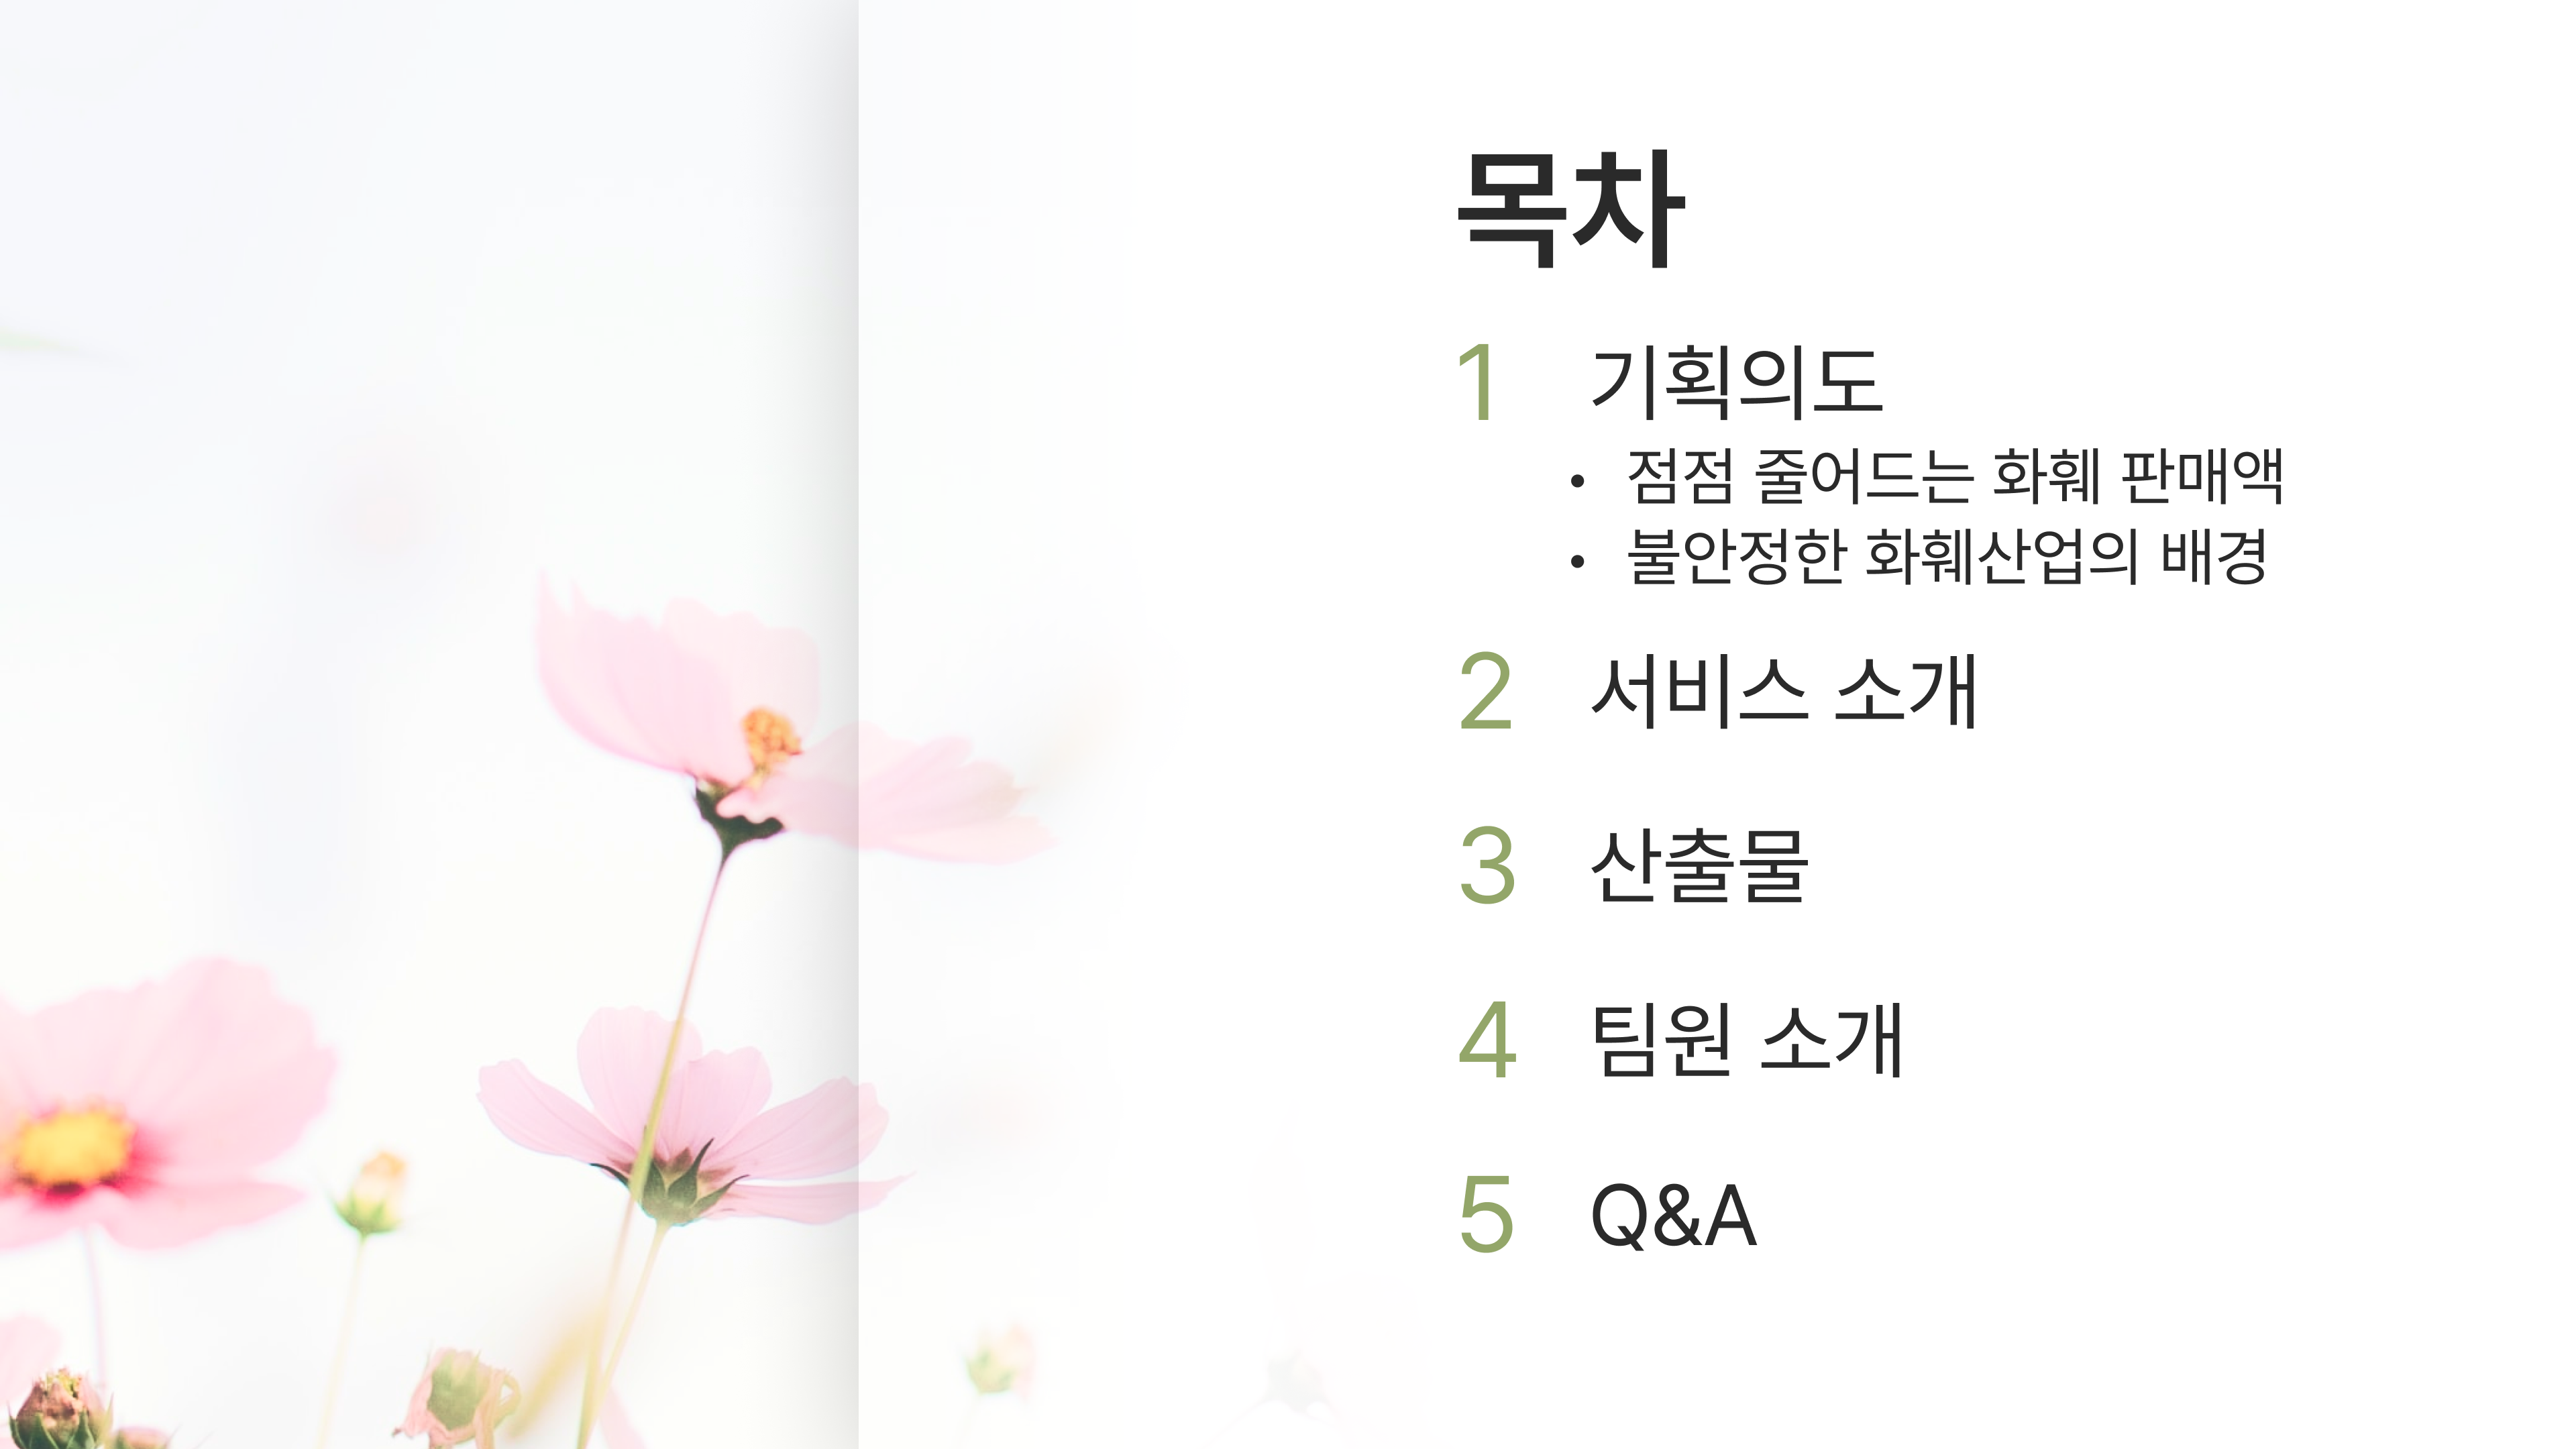 목차
1 기획의도
• 점점 줄어드는 화훼 판매액
• 불안정한 화훼산업의 배경
2 서비스 소개
3 산출물
4 팀원 소개
5 Q&A